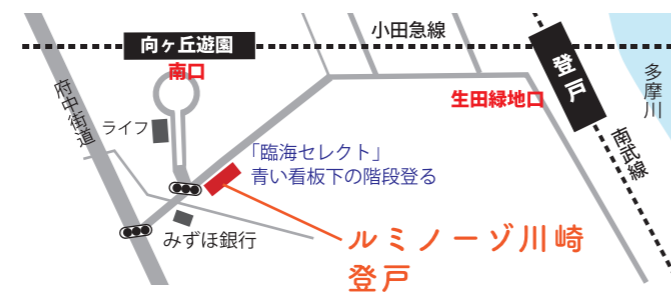 小田急線
向ヶ丘遊園
南口
登戸
多摩川
府中街道
ライフ
生田緑地口
南武線
「臨海セレクト」
青い看板下の階段登る
みずほ銀行
ルミノーゾ川崎
登戸